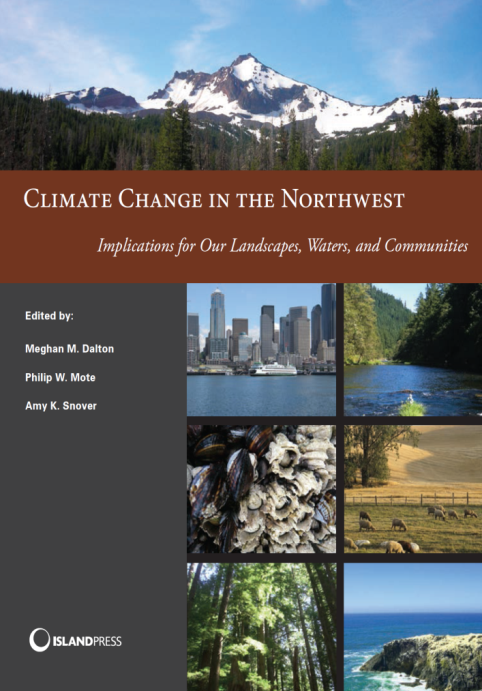 CLIMATE CHANGE IN THE NORTHWEST
Implications for Our Landscapes, Waters, and Communities
Edited by:
Meghan M. Dalton
Philip W. Mote
Amy K. Snover
ISLANDPRESS